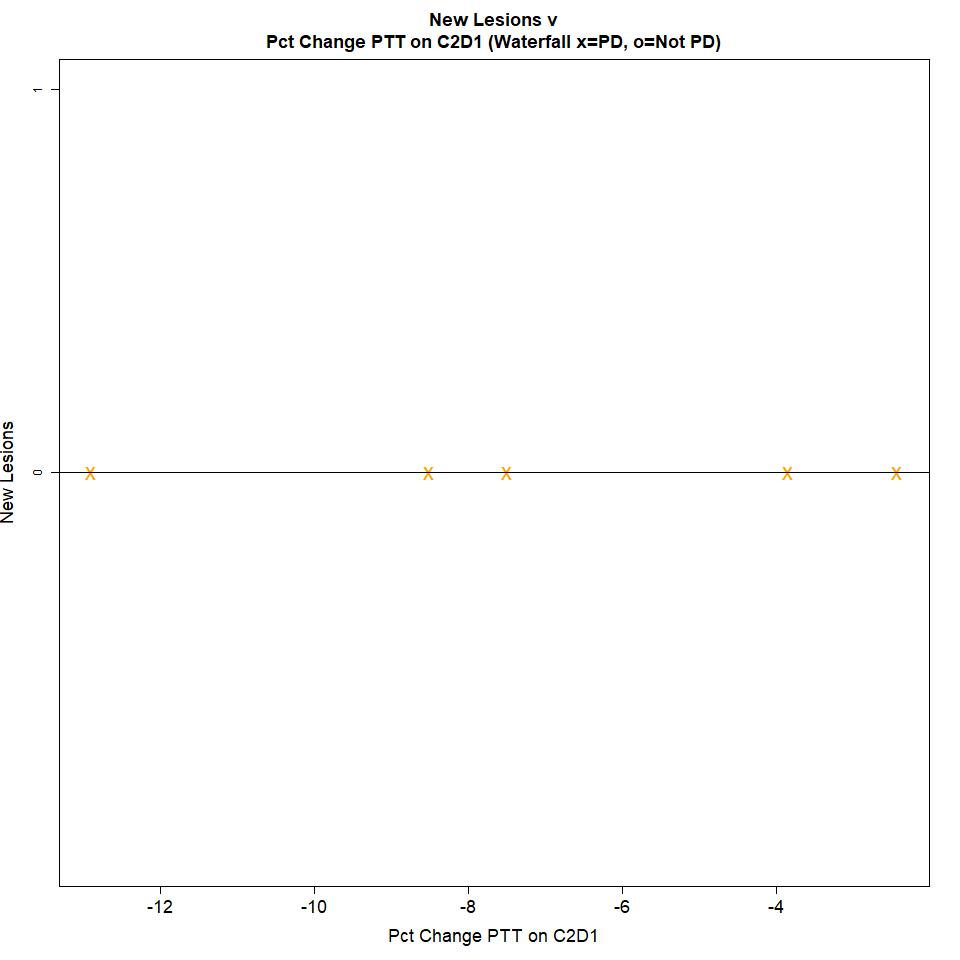 New Lesions v
Pct Change PTT on C2D1 (Waterfall x=PD, o=Not PD)
1
0
New Lesions
x x x x x
-12 -10 -8 -6 -4
Pct Change PTT on C2D1